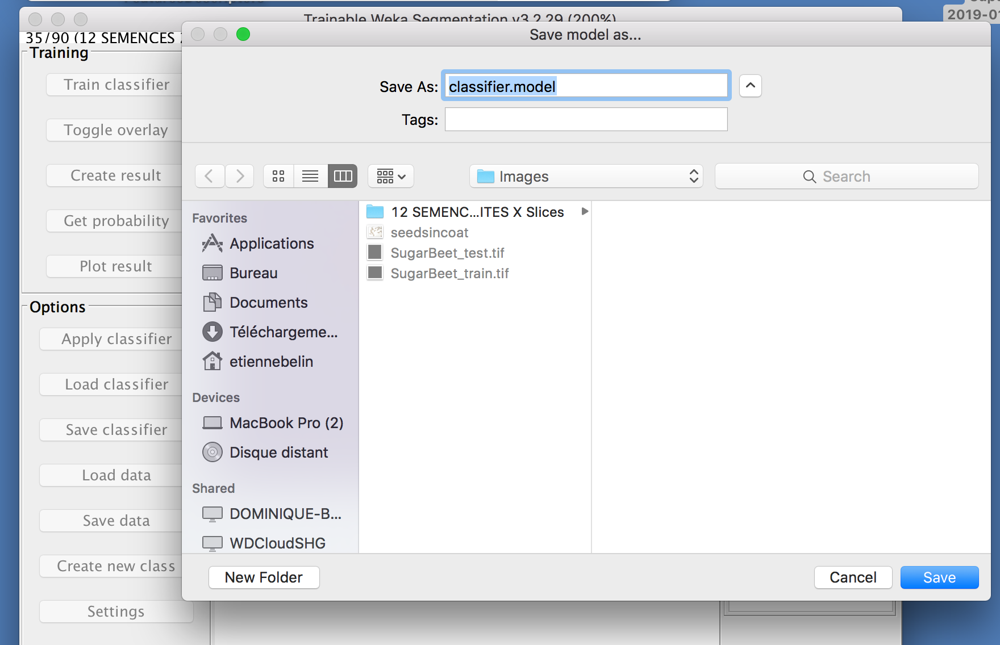 Trainable Weka Segmentation v3.2.29 (200%)
2019-01
35/90 (12 SEMENCES
Save model as...
Training
Train classifier
Toggle overlay
Create result
Get probability
Plot result
Options
Apply classifier
Load classifier
Save classifier
Load data
Save data
Create new class
Settings
Save As: classifier.model
Tags:
Images
Search
Favorites
Applications
Bureau
Documents
Téléchargeme...
etiennebelin
Devices
MacBook Pro (2)
Disque distant
Shared
DOMINIQUE-B...
WDCloudSHG
12 SEMENC...ITES X Slices
seedsincoat
SugarBeet_test.tif
SugarBeet_train.tif
New Folder
Cancel
Save